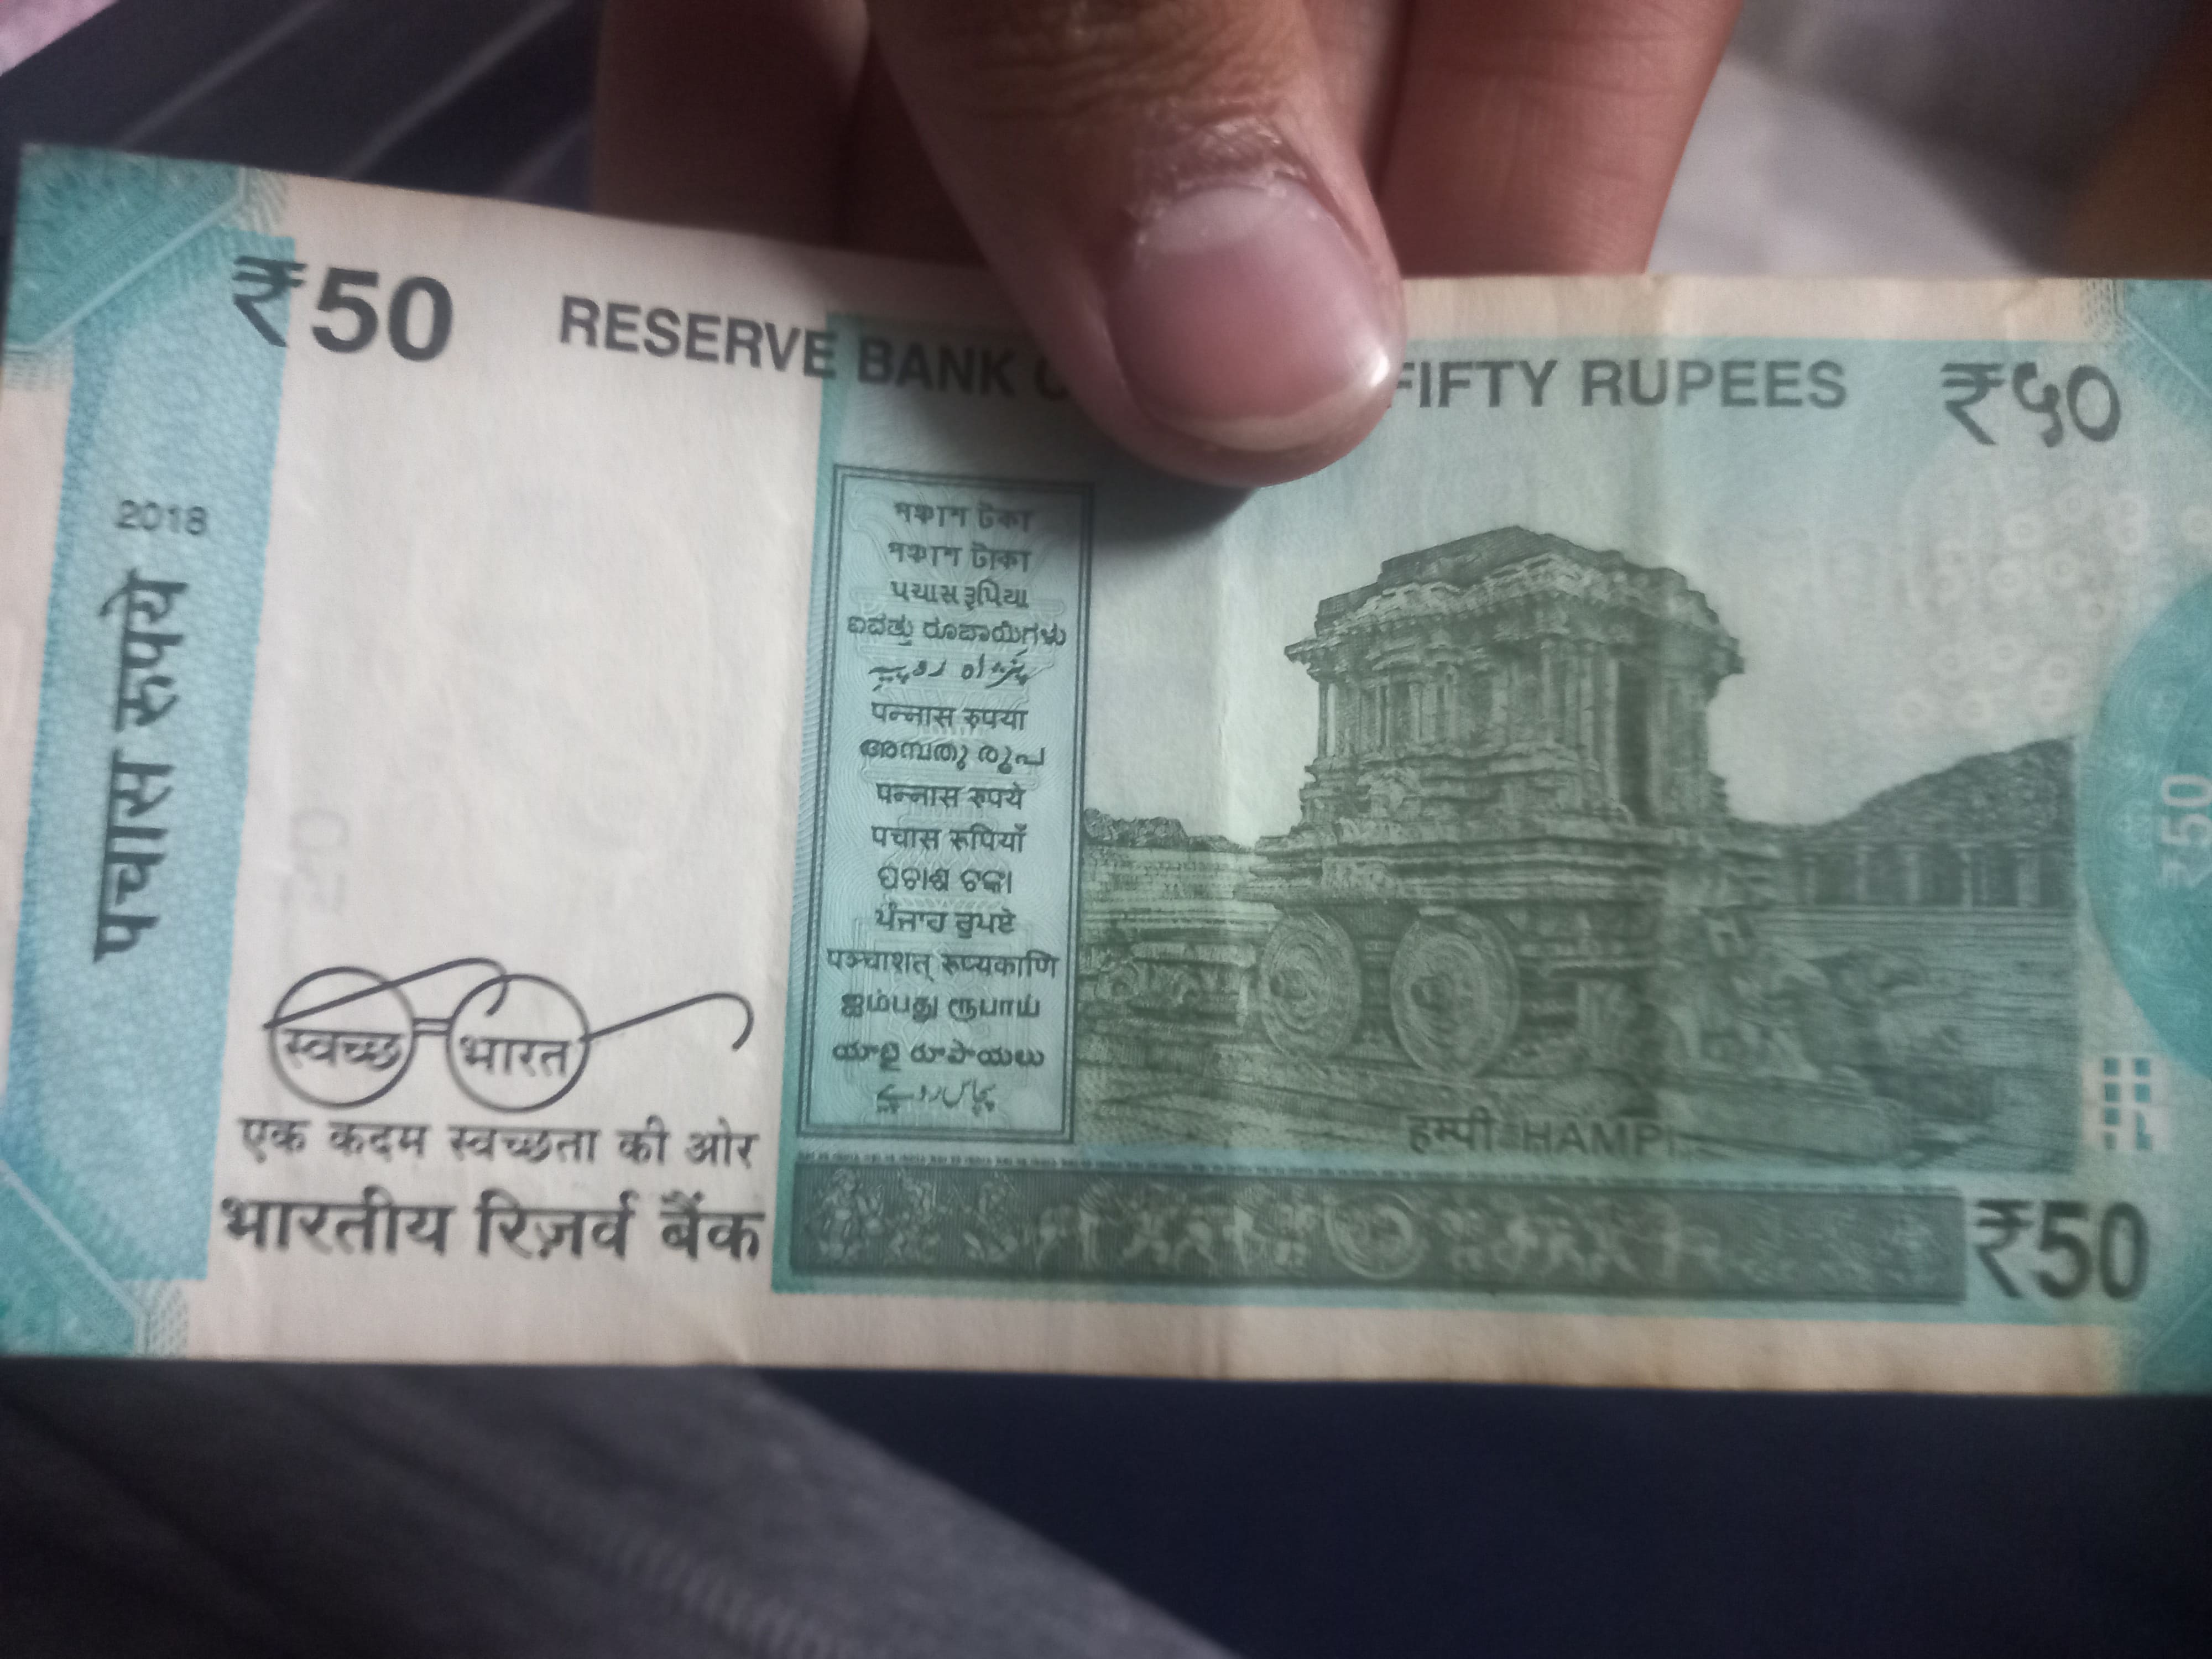 ₹50
RESERVE BANK
FIFTY RUPEES
₹५०
2018
पचास रुपये
পঞ্চাশ টকা
পঞ্চাশ টাকা
પચાસ રૂપિયા
ಐವತ್ತು ರೂಪಾಯಿಗಳು
पन्नास रुपया
അമ്പതു രൂപ
पन्नास रुपये
पचास रूपियाँ
ପଚାଶ ଟଙ୍କା
ਪੰਜਾਹ ਰੁਪਏ
पञ्चाशत् रूप्यकाणि
ஐம்பது ரூபாய்
యాభై రూపాయలు
پچاس روپے
स्वच्छ भारत
एक कदम स्वच्छता की ओर
भारतीय रिज़र्व बैंक
हम्पी HAMPI
₹50
₹50